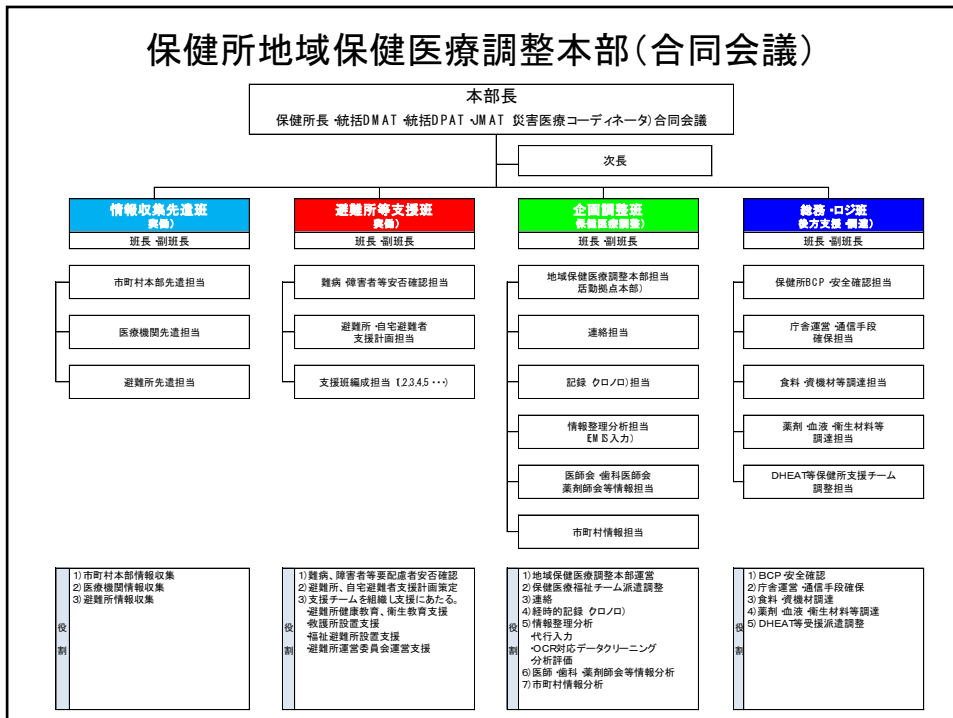 保健所地域保健医療調整本部(合同会議)
本部長
保健所長・統括DMAT・統括DPAT・JMAT 災害医療コーディネータ)合同会議
次長
情報収集先遣班
実働)
班長・副班長
市町村本部先遣担当
医療機関先遣担当
避難所先遣担当
避難所等支援班
実働)
班長・副班長
難病・障害者等安否確認担当
避難所・自宅避難者
支援計画担当
支援班編成担当 (1,2,3,4,5・・・)
企画調整班
保健医療調整)
班長・副班長
地域保健医療調整本部担当
活動拠点本部)
連絡担当
記録 クロノロ)担当
情報整理分析担当
EMIS入力)
医師会・歯科医師会
薬剤師会等情報担当
市町村情報担当
総務・ロジ班
後方支援・調達)
班長・副班長
保健所BCP・安全確認担当
庁舎運営・通信手段
確保担当
食料・資機材等調達担当
薬剤・血液・衛生材料等
調達担当
DHEAT等保健所支援チーム
調整担当
役割
1)市町村本部情報収集
2)医療機関情報収集
3)避難所情報収集
役割
1)難病、障害者等要配慮者安否確認
2)避難所、自宅避難者支援計画策定
3)支援チームを組織し支援にあたる。
・避難所健康教育、衛生教育支援
・救護所設置支援
・福祉避難所設置支援
・避難所運営委員会運営支援
役割
1)地域保健医療調整本部運営
2)保健医療福祉チーム派遣調整
3)連絡
4)経時的記録 クロノロ)
5)情報整理分析
・代行入力
・OCR対応データクリーニング
・分析評価
6)医師・歯科・薬剤師会等情報分析
7)市町村情報分析
役割
1)BCP・安全確認
2)庁舎運営・通信手段確保
3)食料・資機材調達
4)薬剤・血液・衛生材料等調達
5)DHEAT等受援派遣調整